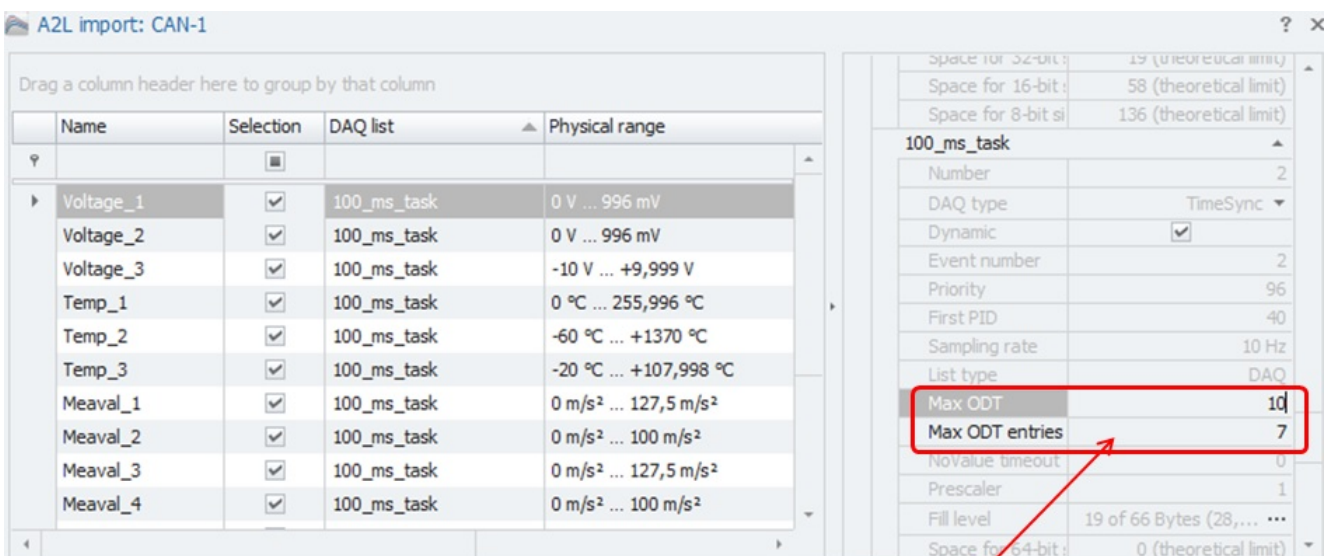 A2L import: CAN-1 ? ×
Drag a column header here to group by that column
Name Selection DAQ list Physical range
Voltage_1 100_ms_task 0 V ... 996 mV
Voltage_2 100_ms_task 0 V ... 996 mV
Voltage_3 100_ms_task -10 V ... +9,999 V
Temp_1 100_ms_task 0 °C ... 255,996 °C
Temp_2 100_ms_task -60 °C ... +1370 °C
Temp_3 100_ms_task -20 °C ... +107,998 °C
Meaval_1 100_ms_task 0 m/s² ... 127,5 m/s²
Meaval_2 100_ms_task 0 m/s² ... 100 m/s²
Meaval_3 100_ms_task 0 m/s² ... 127,5 m/s²
Meaval_4 100_ms_task 0 m/s² ... 100 m/s²
Space for 32-bit s 19 (theoretical limit)
Space for 16-bit s 58 (theoretical limit)
Space for 8-bit si 136 (theoretical limit)
100_ms_task
Number 2
DAQ type TimeSync
Dynamic
Event number 2
Priority 96
First PID 40
Sampling rate 10 Hz
List type DAQ
Max ODT 10
Max ODT entries 7
NoValue timeout 0
Prescaler 1
Fill level 19 of 66 Bytes (28,... ...
Space for 64-bit s 0 (theoretical limit)